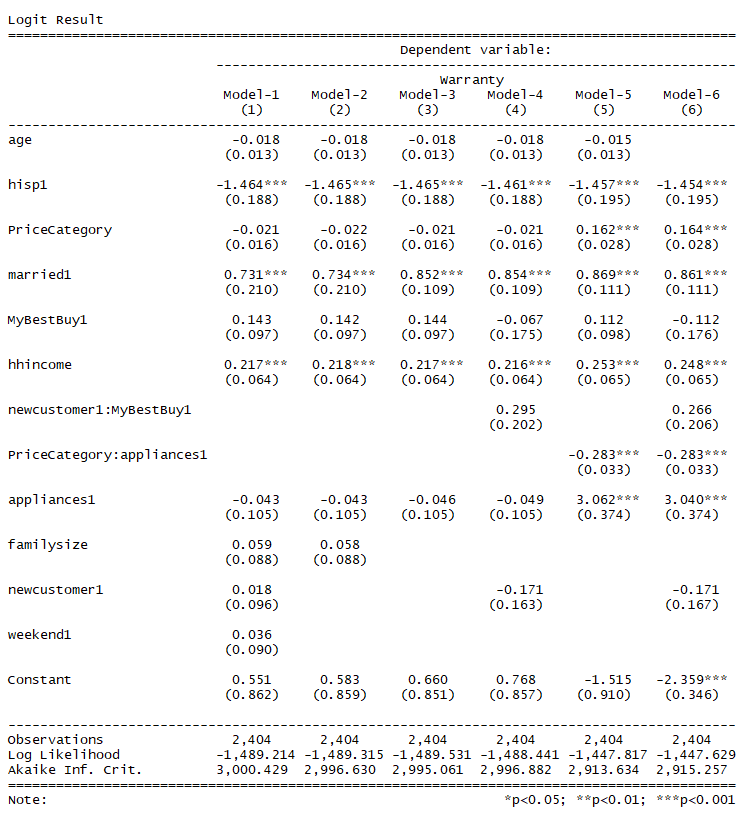 Logit Result
==========================================================================================
Dependent variable:
----------------------------------------------------------------
Warranty
Model-1 Model-2 Model-3 Model-4 Model-5 Model-6
(1) (2) (3) (4) (5) (6)
------------------------------------------------------------------------------------------
age -0.018 -0.018 -0.018 -0.018 -0.015
(0.013) (0.013) (0.013) (0.013) (0.013)
hisp1 -1.464*** -1.465*** -1.465*** -1.461*** -1.457*** -1.454***
(0.188) (0.188) (0.188) (0.188) (0.195) (0.195)
PriceCategory -0.021 -0.022 -0.021 -0.021 0.162*** 0.164***
(0.016) (0.016) (0.016) (0.016) (0.028) (0.028)
married1 0.731*** 0.734*** 0.852*** 0.854*** 0.869*** 0.861***
(0.210) (0.210) (0.109) (0.109) (0.111) (0.111)
MyBestBuy1 0.143 0.142 0.144 -0.067 0.112 -0.112
(0.097) (0.097) (0.097) (0.175) (0.098) (0.176)
hhincome 0.217*** 0.218*** 0.217*** 0.216*** 0.253*** 0.248***
(0.064) (0.064) (0.064) (0.064) (0.065) (0.065)
newcustomer1:MyBestBuy1 0.295 0.266
(0.202) (0.206)
PriceCategory:appliances1 -0.283*** -0.283***
(0.033) (0.033)
appliances1 -0.043 -0.043 -0.046 -0.049 3.062*** 3.040***
(0.105) (0.105) (0.105) (0.105) (0.374) (0.374)
familysize 0.059 0.058
(0.088) (0.088)
newcustomer1 0.018 -0.171 -0.171
(0.096) (0.163) (0.167)
weekend1 0.036
(0.090)
Constant 0.551 0.583 0.660 0.768 -1.515 -2.359***
(0.862) (0.859) (0.851) (0.857) (0.910) (0.346)
------------------------------------------------------------------------------------------
Observations 2,404 2,404 2,404 2,404 2,404 2,404
Log Likelihood -1,489.214 -1,489.315 -1,489.531 -1,488.441 -1,447.817 -1,447.629
Akaike Inf. Crit. 3,000.429 2,996.630 2,995.061 2,996.882 2,913.634 2,915.257
==========================================================================================
Note: *p<0.05; **p<0.01; ***p<0.001